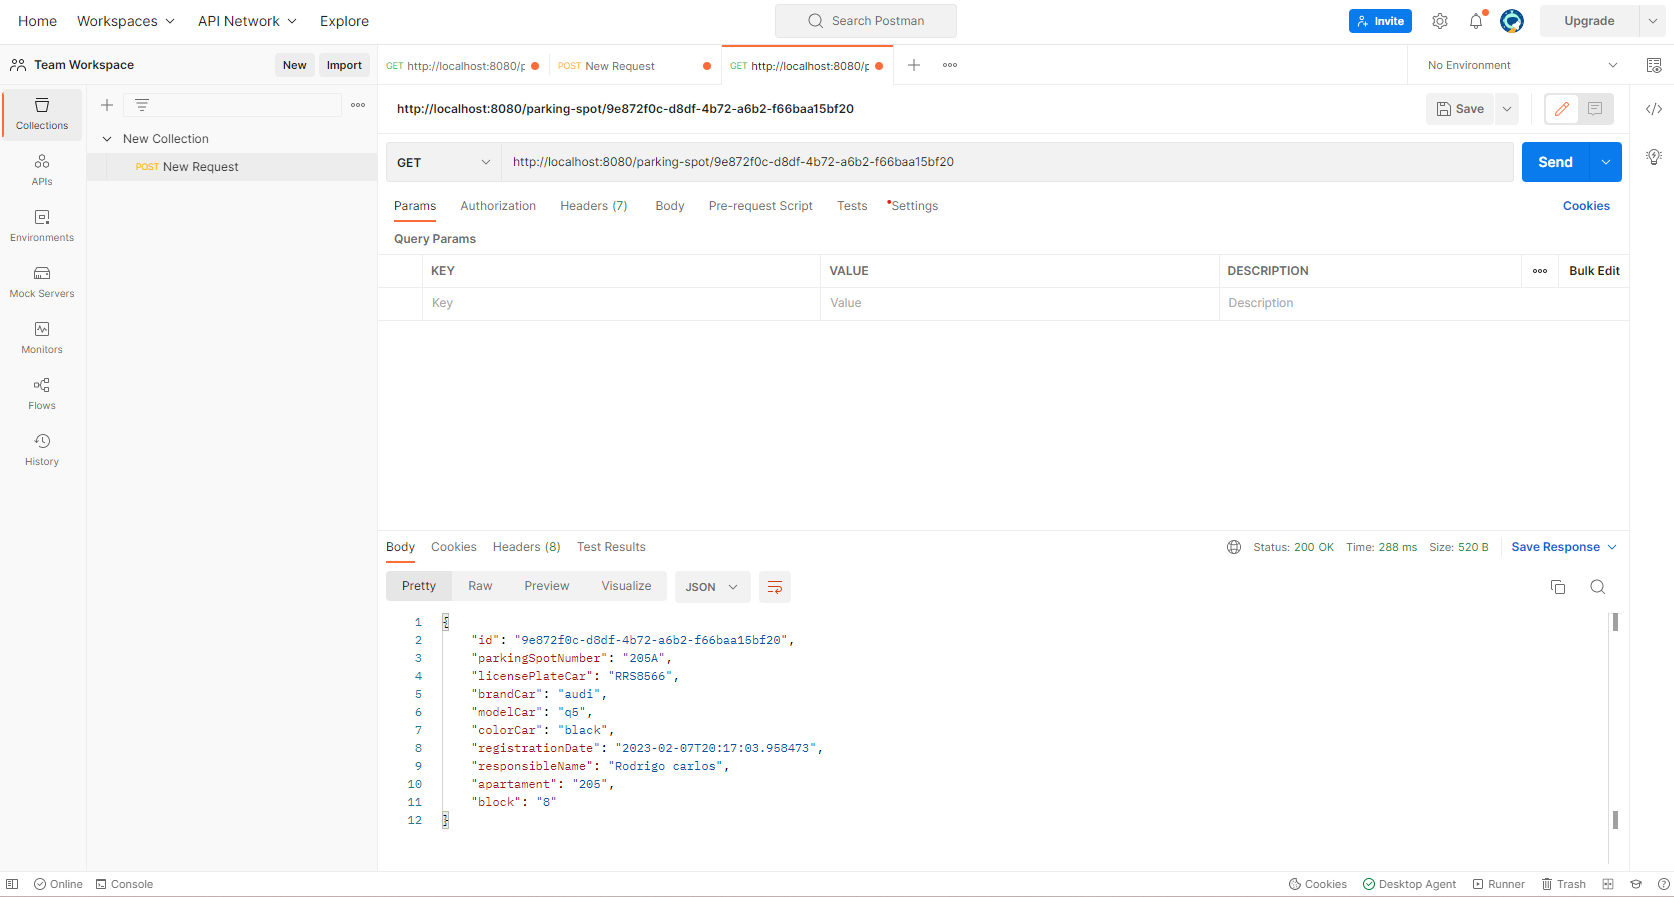 Home Workspaces API Network Explore Search Postman Invite Upgrade
Team Workspace New Import GET http://localhost:8080/p POST New Request GET http://localhost:8080/p No Environment
Collections
APIs
Environments
Mock Servers
Monitors
Flows
History
New Collection
POST New Request
http://localhost:8080/parking-spot/9e872f0c-d8df-4b72-a6b2-f66baa15bf20 Save
GET http://localhost:8080/parking-spot/9e872f0c-d8df-4b72-a6b2-f66baa15bf20 Send
Params Authorization Headers (7) Body Pre-request Script Tests Settings Cookies
Query Params
KEY VALUE DESCRIPTION Bulk Edit
Key Value Description
Body Cookies Headers (8) Test Results Status: 200 OK Time: 288 ms Size: 520 B Save Response
Pretty Raw Preview Visualize JSON
1 {
2 "id": "9e872f0c-d8df-4b72-a6b2-f66baa15bf20",
3 "parkingSpotNumber": "205A",
4 "licensePlateCar": "RRS8566",
5 "brandCar": "audi",
6 "modelCar": "q5",
7 "colorCar": "black",
8 "registrationDate": "2023-02-07T20:17:03.958473",
9 "responsibleName": "Rodrigo carlos",
10 "apartament": "205",
11 "block": "8"
12 }
Online Console Cookies Desktop Agent Runner Trash